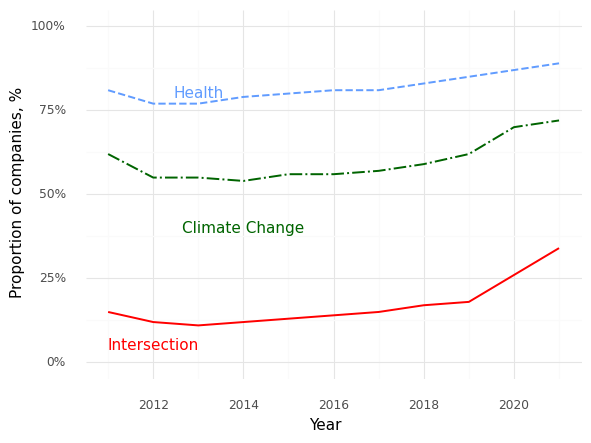 100%
Health
75%
50%
Climate Change
25%
Intersection
0%
Proportion of companies, %
2012 2014 2016 2018 2020
Year